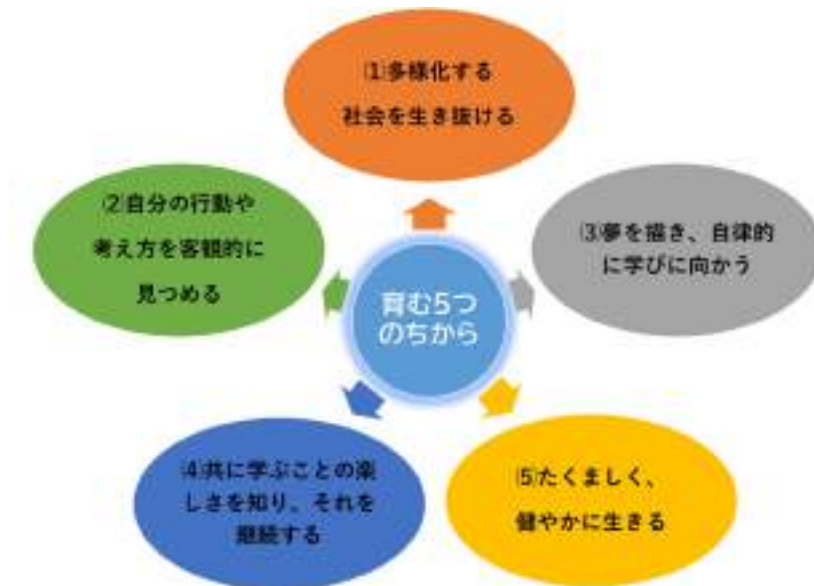 ⑴多様化する
社会を生き抜ける
⑵自分の行動や
考え方を客観的に
見つめる
⑶夢を描き、自律的
に学びに向かう
育む5つ
のちから
⑷共に学ぶことの楽
しさを知り、それを
継続する
⑸たくましく、
健やかに生きる